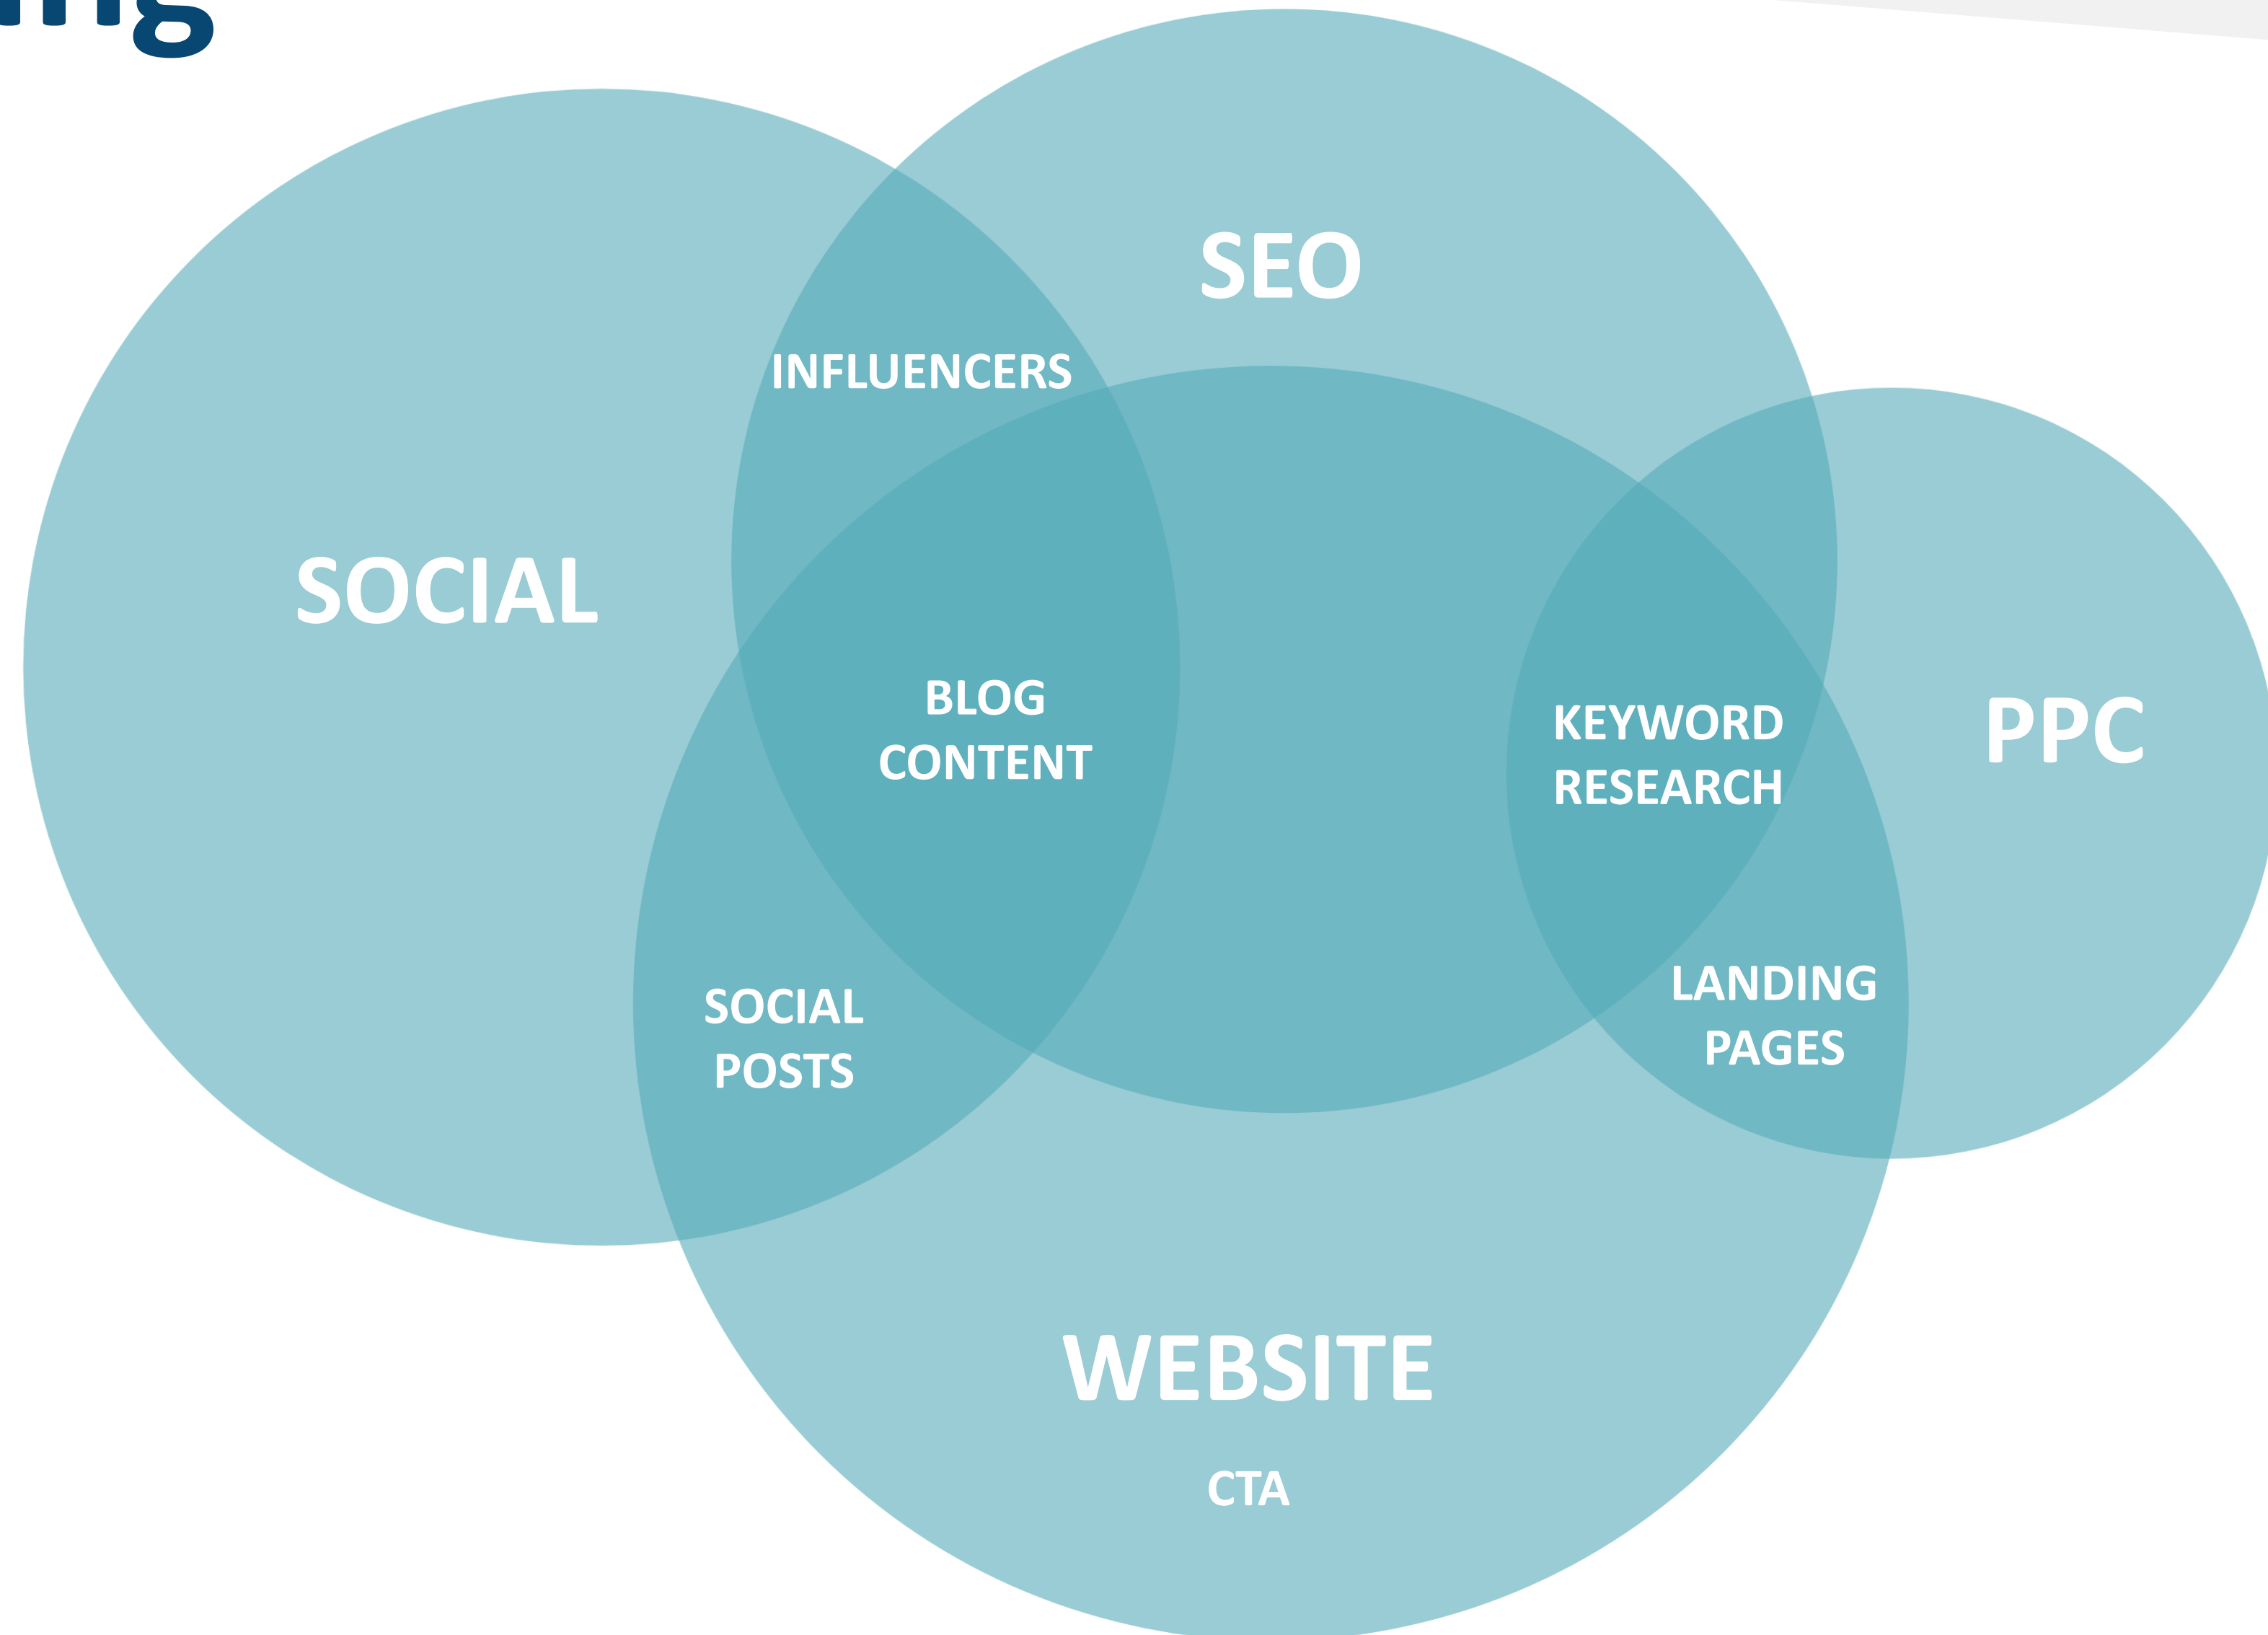 SEO
INFLUENCERS
SOCIAL
BLOG
CONTENT
KEYWORD
RESEARCH
PPC
LANDING
PAGES
SOCIAL
POSTS
WEBSITE
CTA